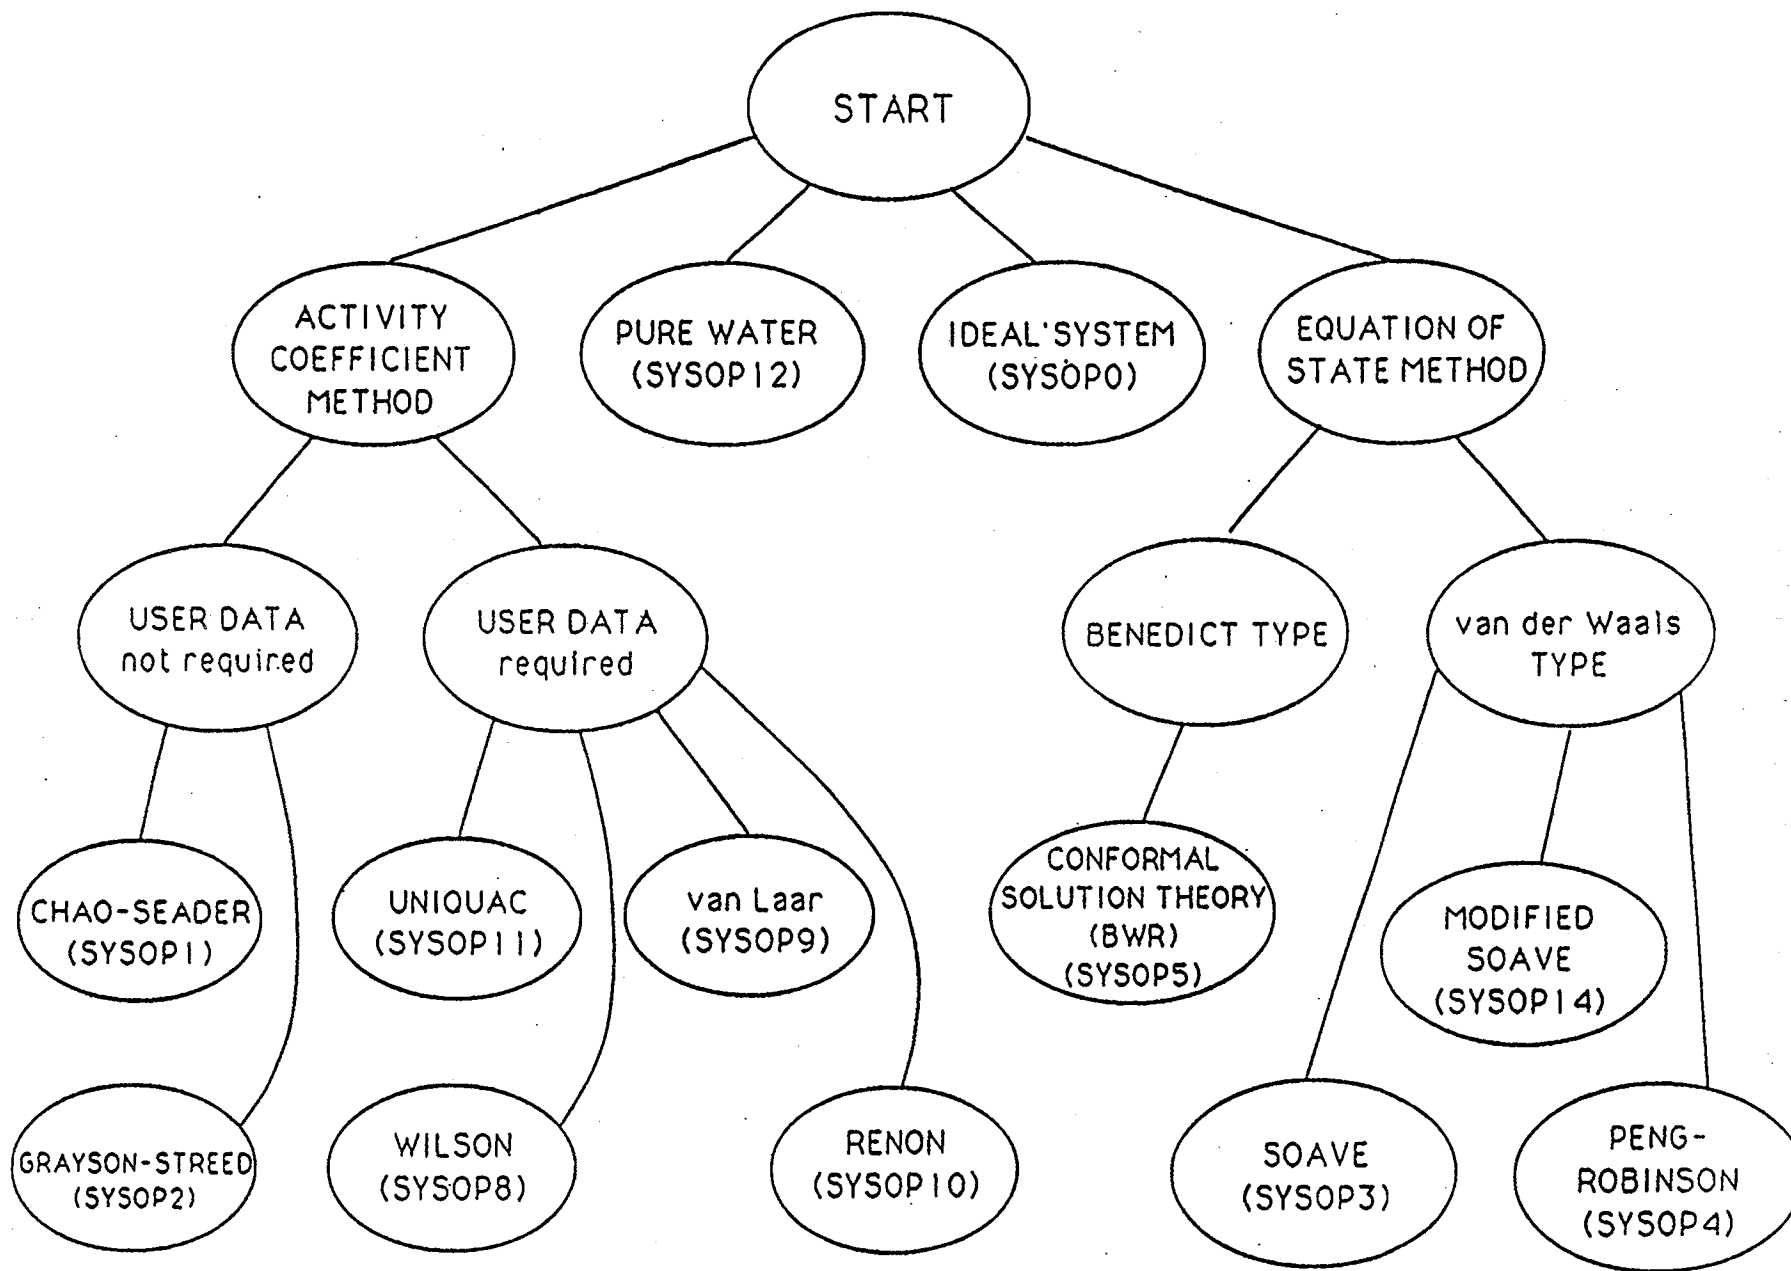 START
ACTIVITY
COEFFICIENT
METHOD
PURE WATER
(SYSOP12)
IDEAL'SYSTEM
(SYSOP0)
EQUATION OF
STATE METHOD
USER DATA
not required
USER DATA
required
BENEDICT TYPE
van der Waals
TYPE
CHAO-SEADER
(SYSOP1)
UNIQUAC
(SYSOP11)
van Laar
(SYSOP9)
CONFORMAL
SOLUTION THEORY
(BWR)
(SYSOP5)
MODIFIED
SOAVE
(SYSOP14)
GRAYSON-STREED
(SYSOP2)
WILSON
(SYSOP8)
RENON
(SYSOP10)
SOAVE
(SYSOP3)
PENG-
ROBINSON
(SYSOP4)